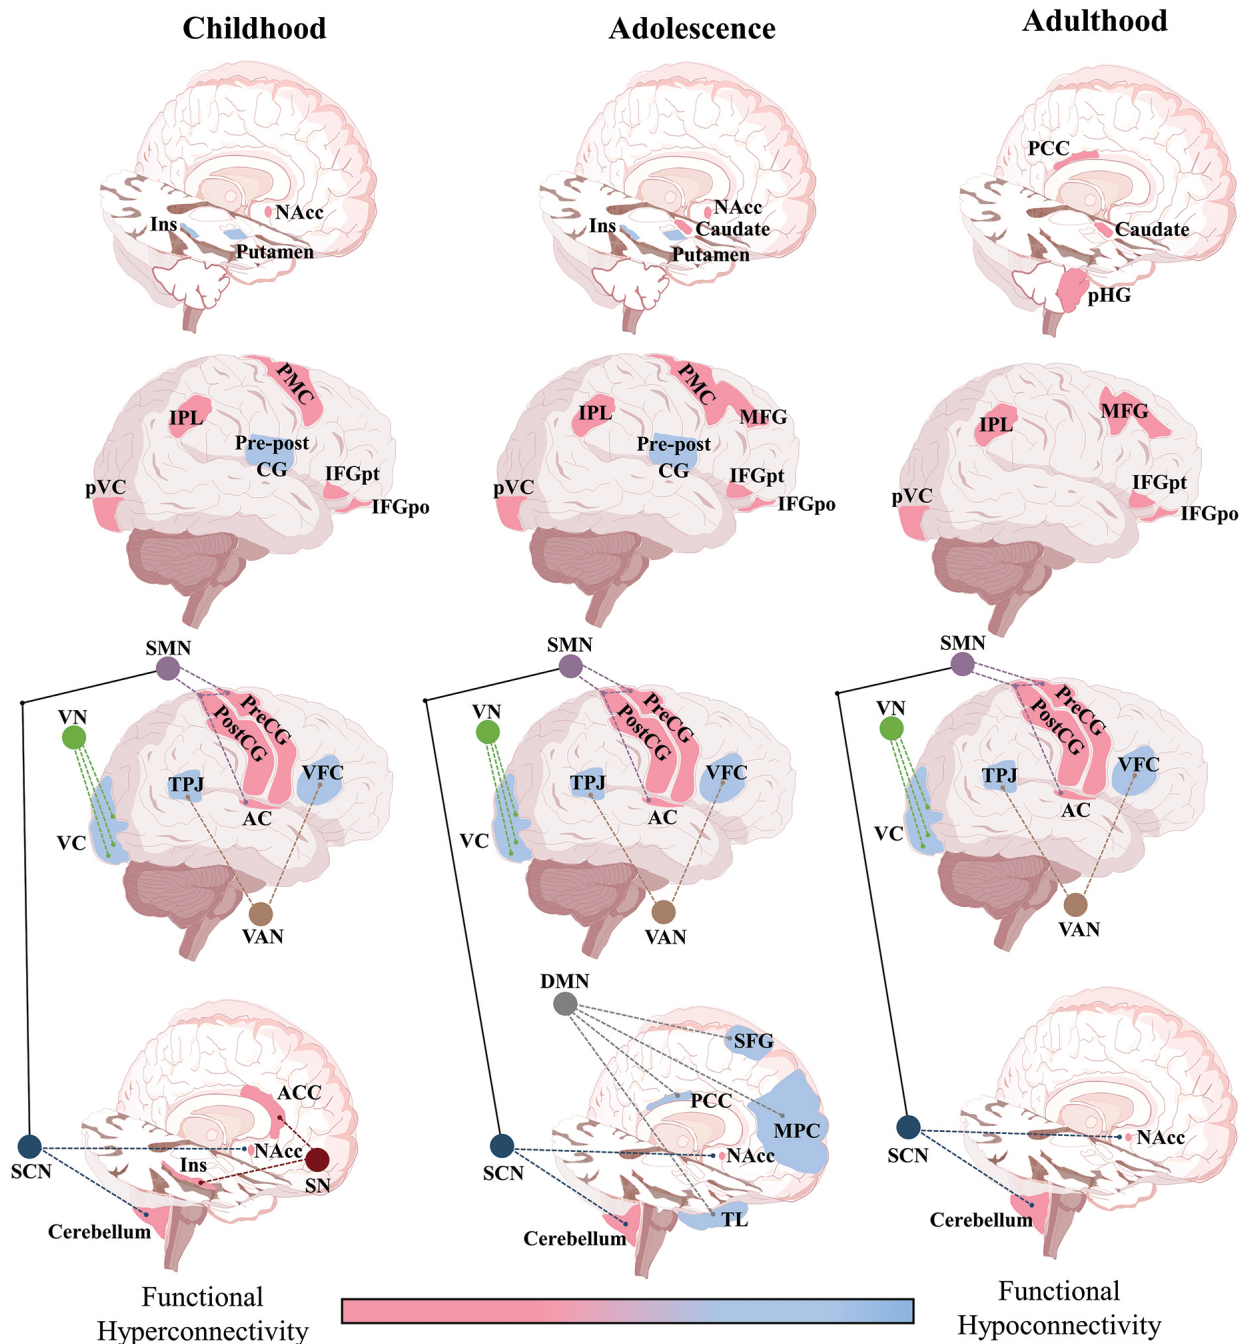 Childhood
Adolescence
Adulthood
NAcc
Ins
Putamen
NAcc
Ins
Caudate
Putamen
PCC
Caudate
pHG
PMC
IPL
Pre-post
CG
pVC
IFGpt
IFGpo
PMC
IPL
MFG
Pre-post
CG
pVC
IFGpt
IFGpo
MFG
IPL
IFGpt
pVC
IFGpo
SMN
VN
PreCG
PostCG
TPJ
VFC
AC
VC
VAN
SMN
VN
PreCG
PostCG
TPJ
VFC
AC
VC
VAN
SMN
VN
PreCG
PostCG
TPJ
VFC
AC
VC
VAN
ACC
NAcc
Ins
SCN
SN
Cerebellum
DMN
SFG
PCC
MPC
NAcc
SCN
TL
Cerebellum
NAcc
SCN
Cerebellum
Functional
Hyperconnectivity
Functional
Hypoconnectivity